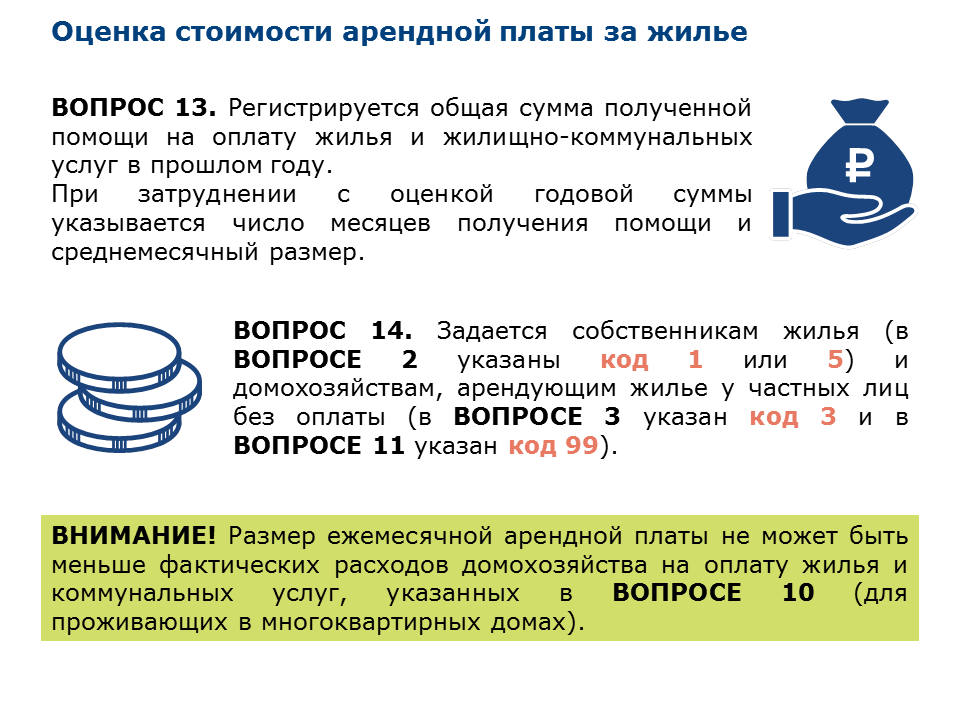 Оценка стоимости арендной платы за жилье
ВОПРОС 13. Регистрируется общая сумма полученной
помощи на оплату жилья и жилищно-коммунальных
услуг в прошлом году.
При затруднении с оценкой годовой суммы
указывается число месяцев получения помощи и
среднемесячный размер.
₽
ВОПРОС 14. Задается собственникам жилья (в
ВОПРОСЕ 2 указаны код 1 или 5) и
домохозяйствам, арендующим жилье у частных лиц
без оплаты (в ВОПРОСЕ 3 указан код 3 и в
ВОПРОСЕ 11 указан код 99).
ВНИМАНИЕ! Размер ежемесячной арендной платы не может быть
меньше фактических расходов домохозяйства на оплату жилья и
коммунальных услуг, указанных в ВОПРОСЕ 10 (для
проживающих в многоквартирных домах).